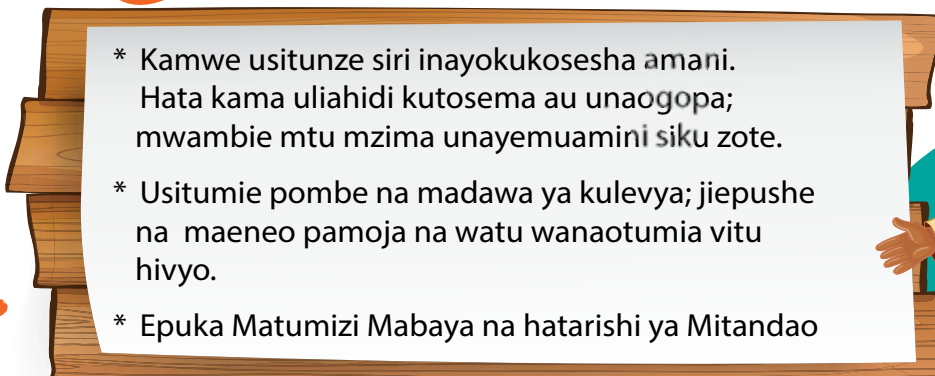 * Kamwe usitunze siri inayokukosesha amani.
Hata kama uliahidi kutosema au unaogopa;
mwambie mtu mzima unayemuamini siku zote.
* Usitumie pombe na madawa ya kulevya; jiepushe
na maeneo pamoja na watu wanaotumia vitu
hivyo.
* Epuka Matumizi Mabaya na hatarishi ya Mitandao